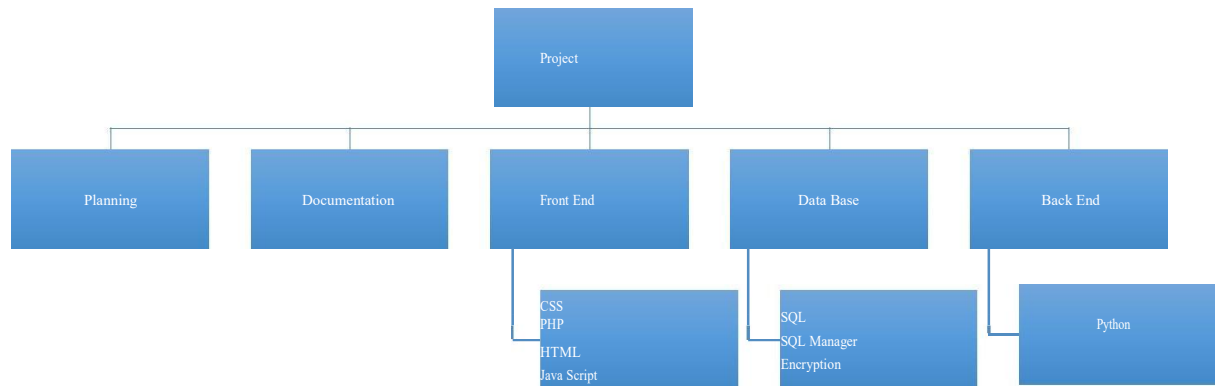 Project
Planning
Documentation
Front End
Data Base
Back End
CSS
PHP
HTML
Java Script
SQL
SQL Manager
Encryption
Python